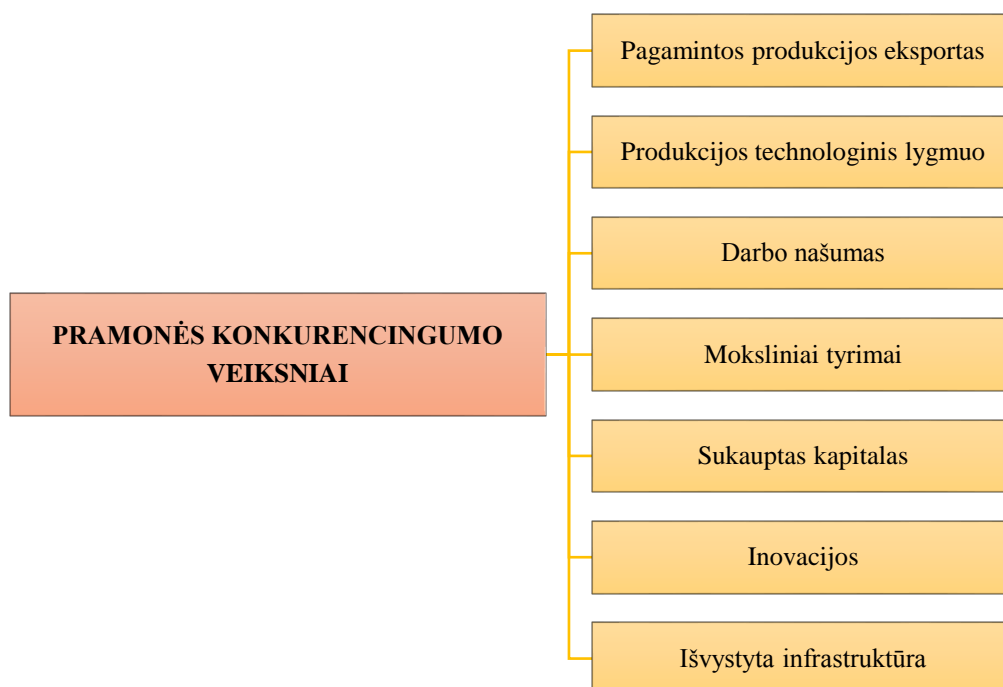 Pagamintos produkcijos eksportas
Produkcijos technologinis lygmuo
Darbo našumas
PRAMONĖS KONKURENCINGUMO
VEIKSNIAI
Moksliniai tyrimai
Sukauptas kapitalas
Inovacijos
Išvystyta infrastruktūra